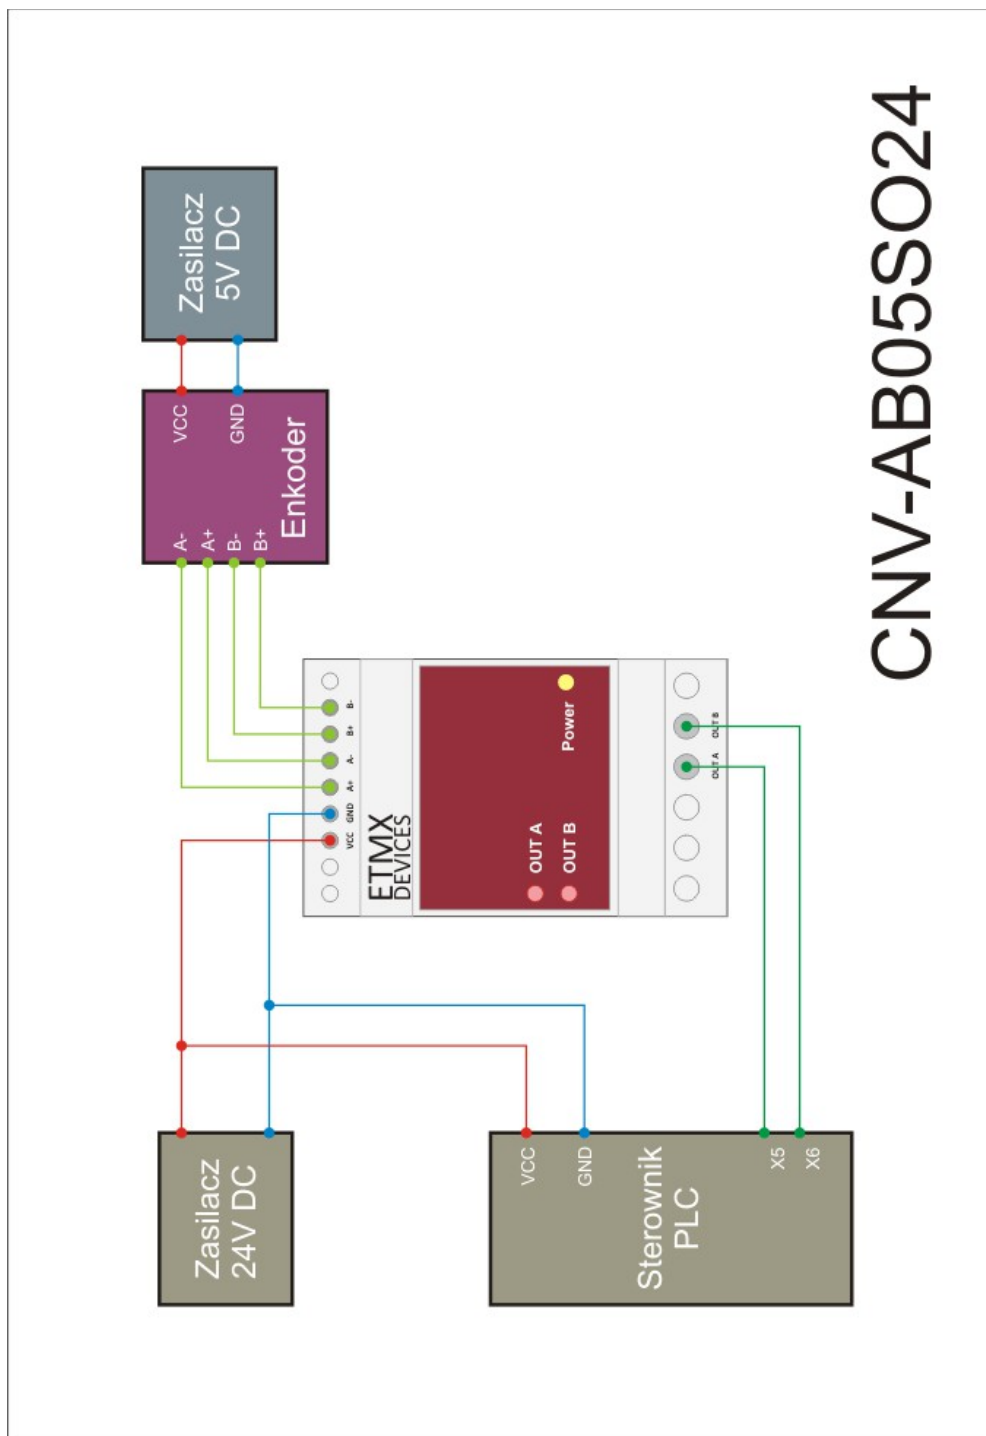 CNV-AB05SO24
Zasilacz
24V DC
Sterownik
PLC
VCC
GND
X5
X6
VCC
GND
A+
A-
B+
B-
ETMX
DEVICES
OUT A
OUT B
Power
OUT A
OUT B
A-
A+
B-
B+
VCC
GND
Enkoder
Zasilacz
5V DC